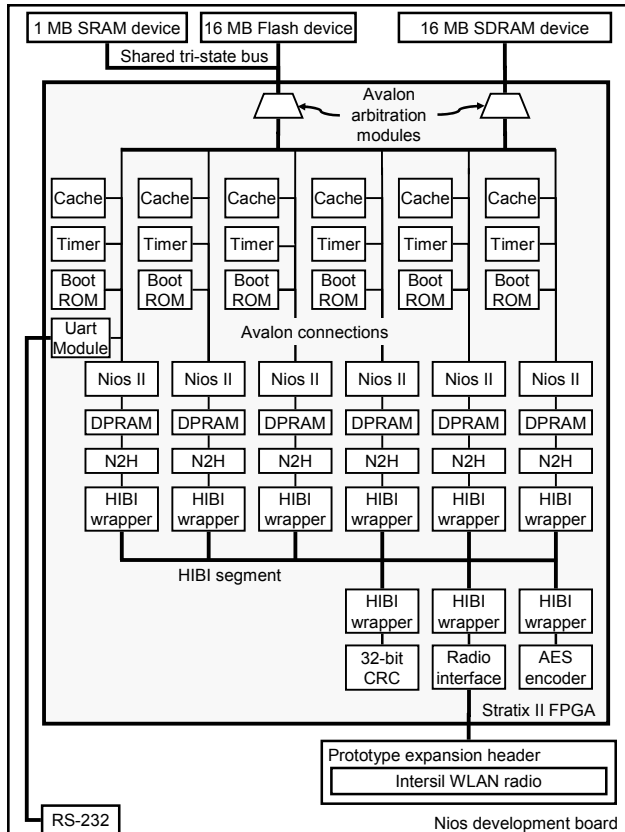 1 MB SRAM device 16 MB Flash device 16 MB SDRAM device
Shared tri-state bus
Avalon
arbitration
modules
Cache Cache Cache Cache Cache Cache
Timer Timer Timer Timer Timer Timer
Boot ROM Boot ROM Boot ROM Boot ROM Boot ROM Boot ROM
Uart
Module
Avalon connections
Nios II Nios II Nios II Nios II Nios II Nios II
DPRAM DPRAM DPRAM DPRAM DPRAM DPRAM
N2H N2H N2H N2H N2H N2H
HIBI HIBI HIBI HIBI HIBI HIBI
wrapper wrapper wrapper wrapper wrapper wrapper
HIBI segment
HIBI HIBI HIBI
wrapper wrapper wrapper
32-bit Radio AES
CRC interface encoder
Stratix II FPGA
Prototype expansion header
Intersil WLAN radio
RS-232
Nios development board